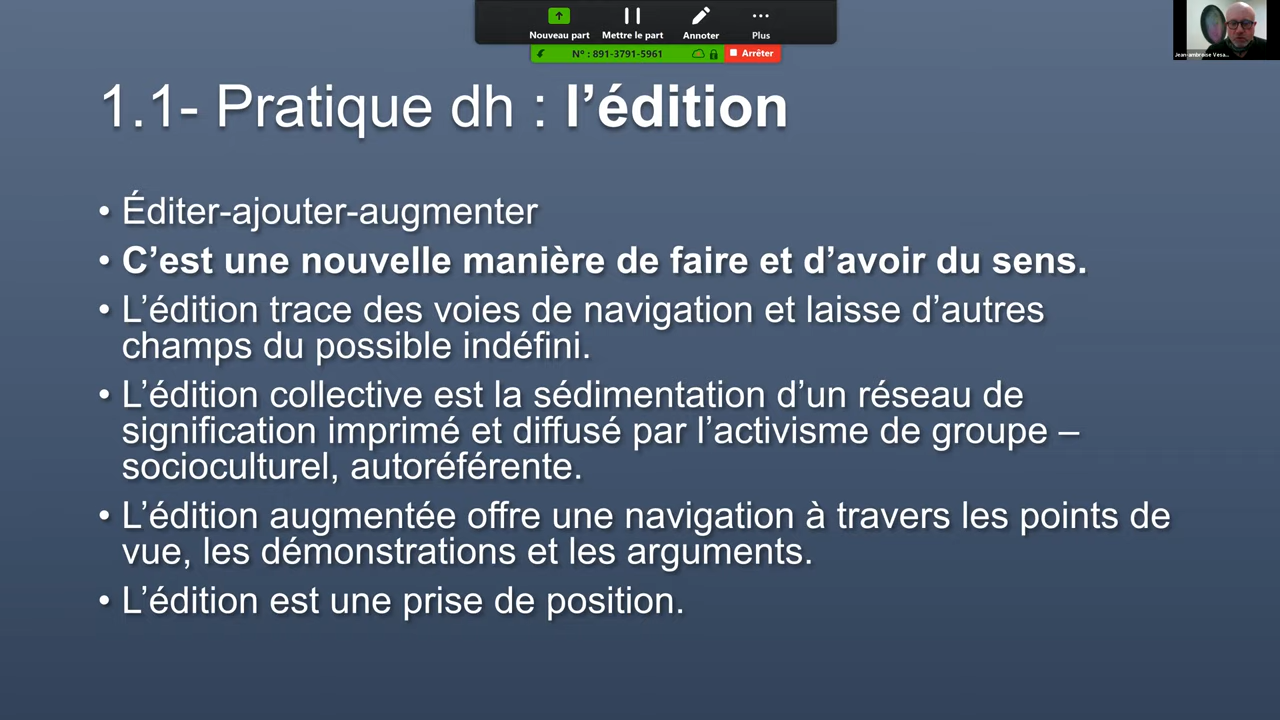 Nouveau part
Mettre le part
Annoter
Plus
N° : 891-3791-5961
Arrêter
Jean-ambroise Vesa...
1.1- Pratique dh : l’édition
• Éditer-ajouter-augmenter
• C’est une nouvelle manière de faire et d’avoir du sens.
• L’édition trace des voies de navigation et laisse d’autres
champs du possible indéfini.
• L’édition collective est la sédimentation d’un réseau de
signification imprimé et diffusé par l’activisme de groupe –
socioculturel, autoréférente.
• L’édition augmentée offre une navigation à travers les points de
vue, les démonstrations et les arguments.
• L’édition est une prise de position.